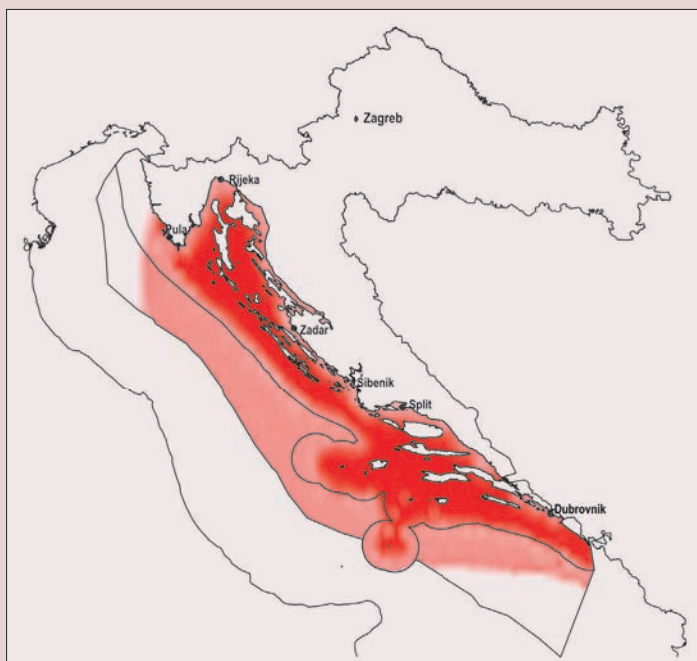 Zagreb
Rijeka
Pula
Zadar
Šibenik
Split
Dubrovnik